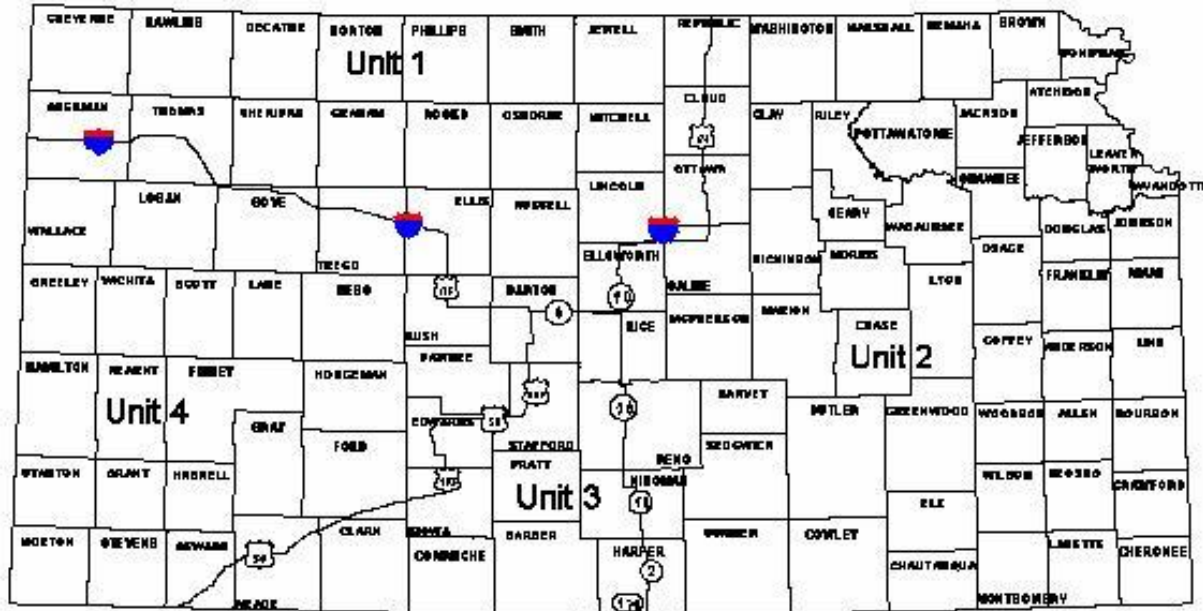 CHEYENNE RAWLINS DECATUR NORTON PHILLIPS SMITH JEWELL REPUBLIC WASHINGTON MARSHALL NEMAHA BROWN DONIPHAN
Unit 1
SHERMAN THOMAS SHERIDAN GRAHAM ROOKS OSBORNE MITCHELL CLOUD CLAY RILEY POTTAWATOMIE JACKSON ATCHISON
JEFFERSON LEAVENWORTH
WYANDOTTE
LOGAN GOVE ELLIS RUSSELL LINCOLN OTTAWA GEARY SHAWNEE
WALLACE TREGO ELLSWORTH SALINE DICKINSON MORRIS WABAUNSEE OSAGE DOUGLAS JOHNSON
GREELEY WICHITA SCOTT LANE NESS RUSH BARTON RICE MCPHERSON MARION CHASE LYON FRANKLIN MIAMI
4
Unit 2
COFFEY ANDERSON LINN
HAMILTON KEARNY FINNEY HODGEMAN PAWNEE
Unit 4
GRAY FORD EDWARDS 50 STAFFORD RENO HARVEY BUTLER GREENWOOD WOODSON ALLEN BOURBON
SEDGWICK
STANTON GRANT HASKELL PRATT KINGMAN ELK WILSON NEOSHO CRAWFORD
Unit 3
MORTON STEVENS SEWARD 54 MEADE CLARK KIOWA COMANCHE BARBER HARPER SUMNER COWLEY CHAUTAUQUA MONTGOMERY LABETTE CHEROKEE
2